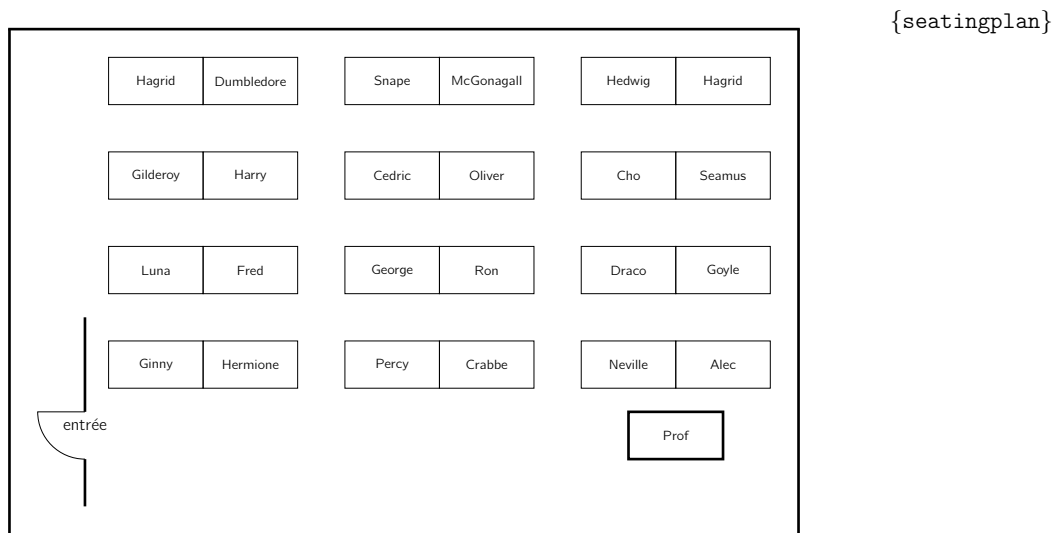 {seatingplan}
Hagrid Dumbledore Snape McGonagall Hedwig Hagrid
Gilderoy Harry Cedric Oliver Cho Seamus
Luna Fred George Ron Draco Goyle
Ginny Hermione Percy Crabbe Neville Alec
entrée
Prof